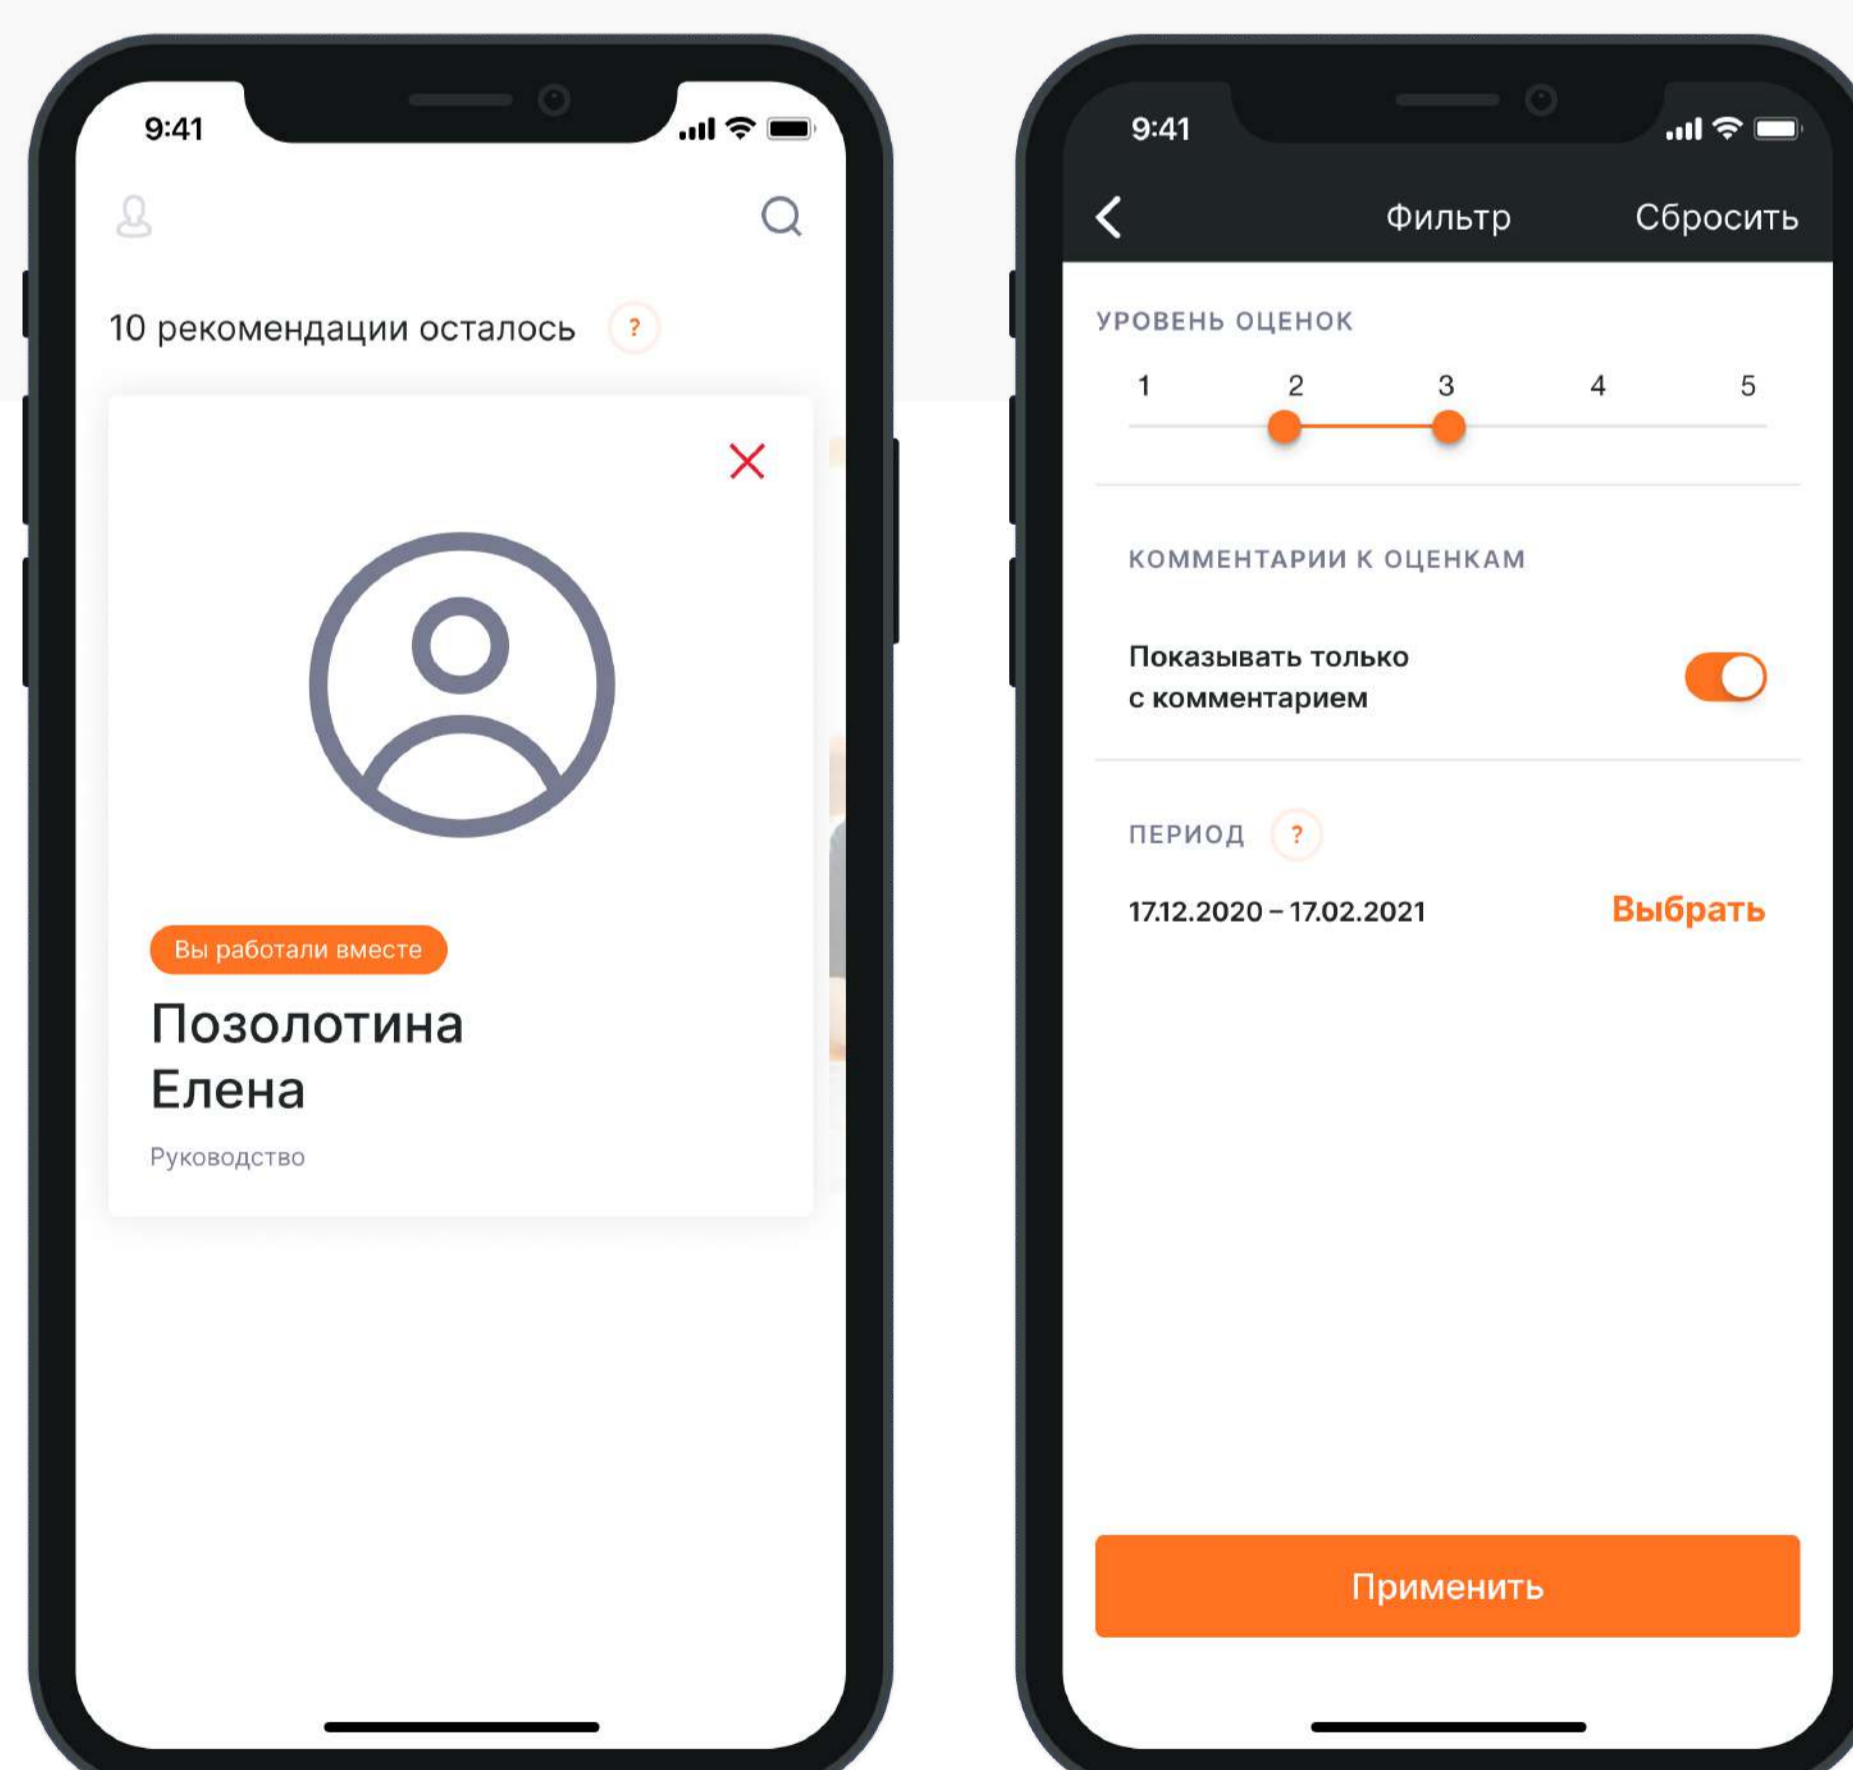 9:41
10 рекомендации осталось ?
Вы работали вместе
Позолотина
Елена
Руководство
9:41
Фильтр Сбросить
УРОВЕНЬ ОЦЕНОК
1 2 3 4 5
КОММЕНТАРИИ К ОЦЕНКАМ
Показывать только
с комментарием
ПЕРИОД ?
17.12.2020 – 17.02.2021 Выбрать
Применить